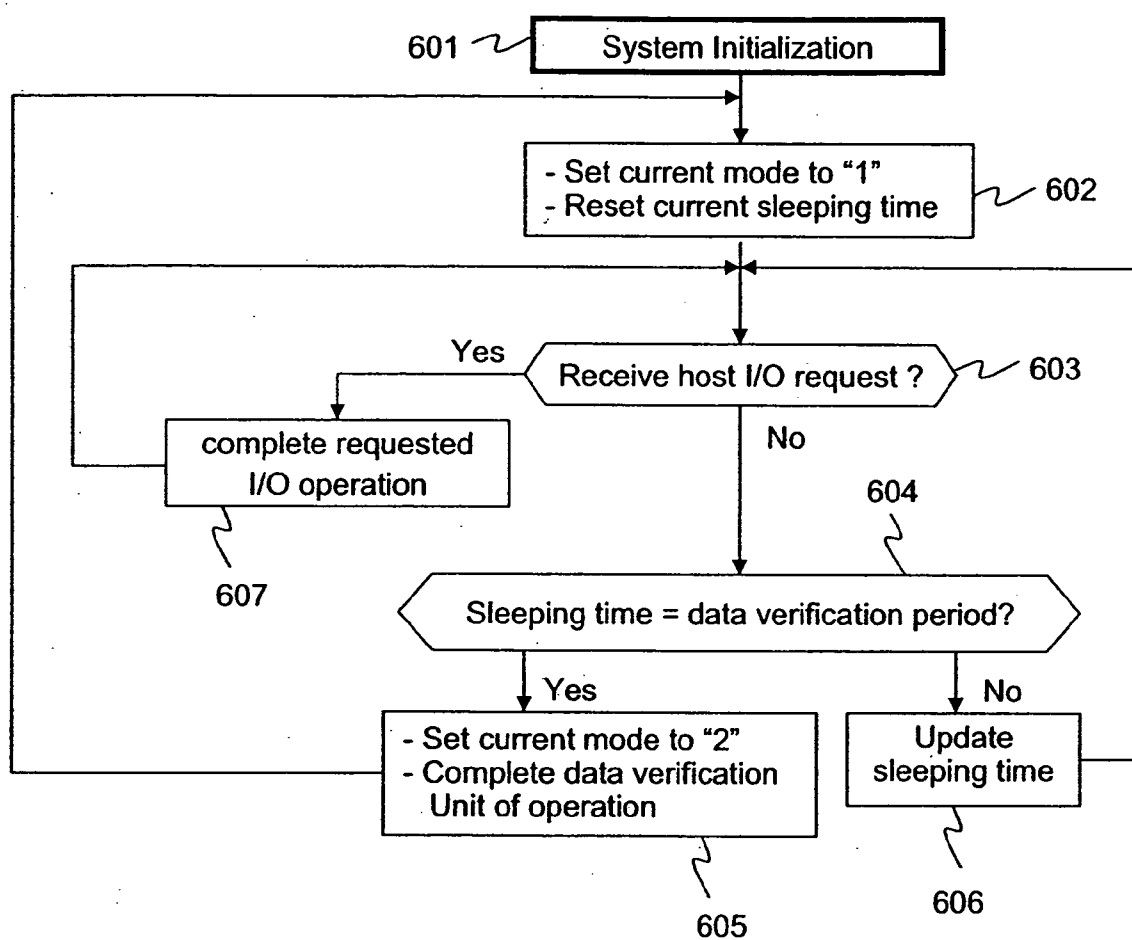 601
System Initialization
- Set current mode to “1”
- Reset current sleeping time
602
Yes
Receive host I/O request ?
603
complete requested
I/O operation
No
607
604
Sleeping time = data verification period?
Yes
No
- Set current mode to “2”
- Complete data verification
Unit of operation
Update
sleeping time
605
606